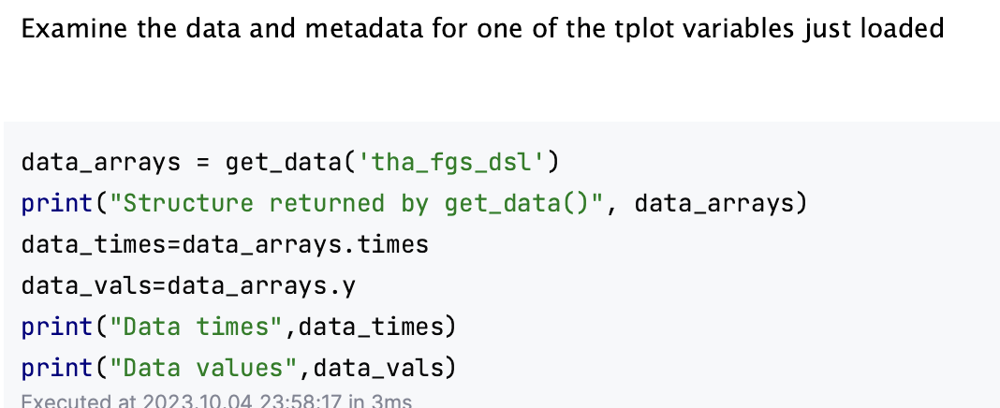 Examine the data and metadata for one of the tplot variables just loaded
data_arrays = get_data('tha_fgs_dsl')
print("Structure returned by get_data()", data_arrays)
data_times=data_arrays.times
data_vals=data_arrays.y
print("Data times",data_times)
print("Data values",data_vals)
Executed at 2023.10.04 23:58:17 in 3ms